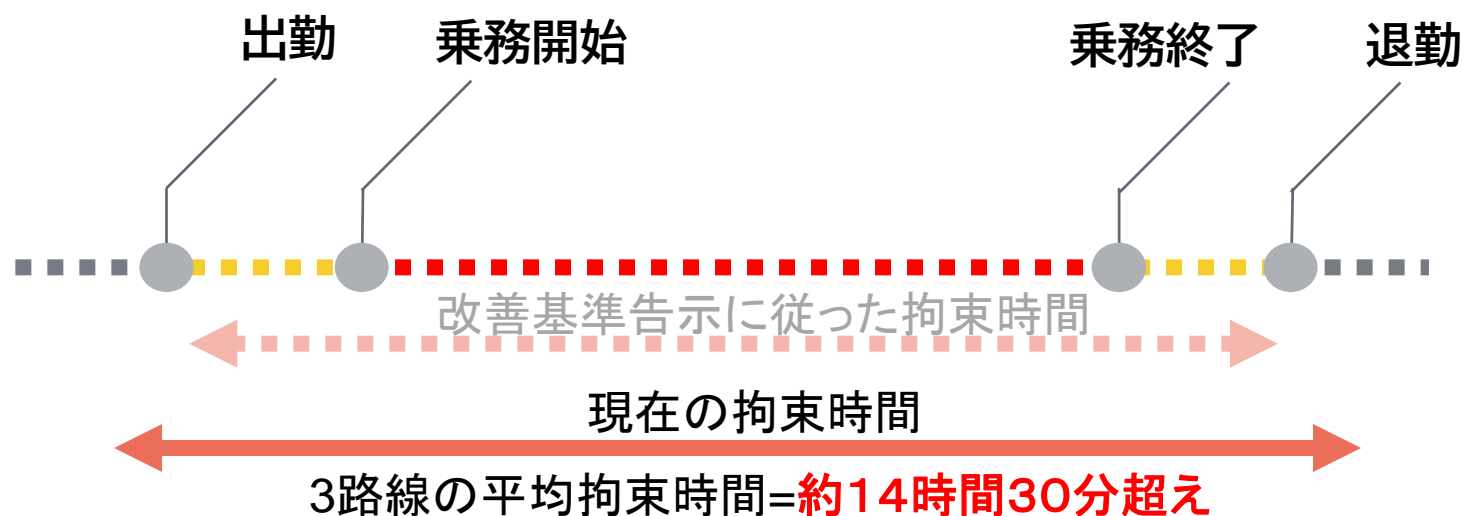 出勤 乗務開始 乗務終了 退勤
改善基準告示に従った拘束時間
現在の拘束時間
3路線の平均拘束時間=約14時間30分超え